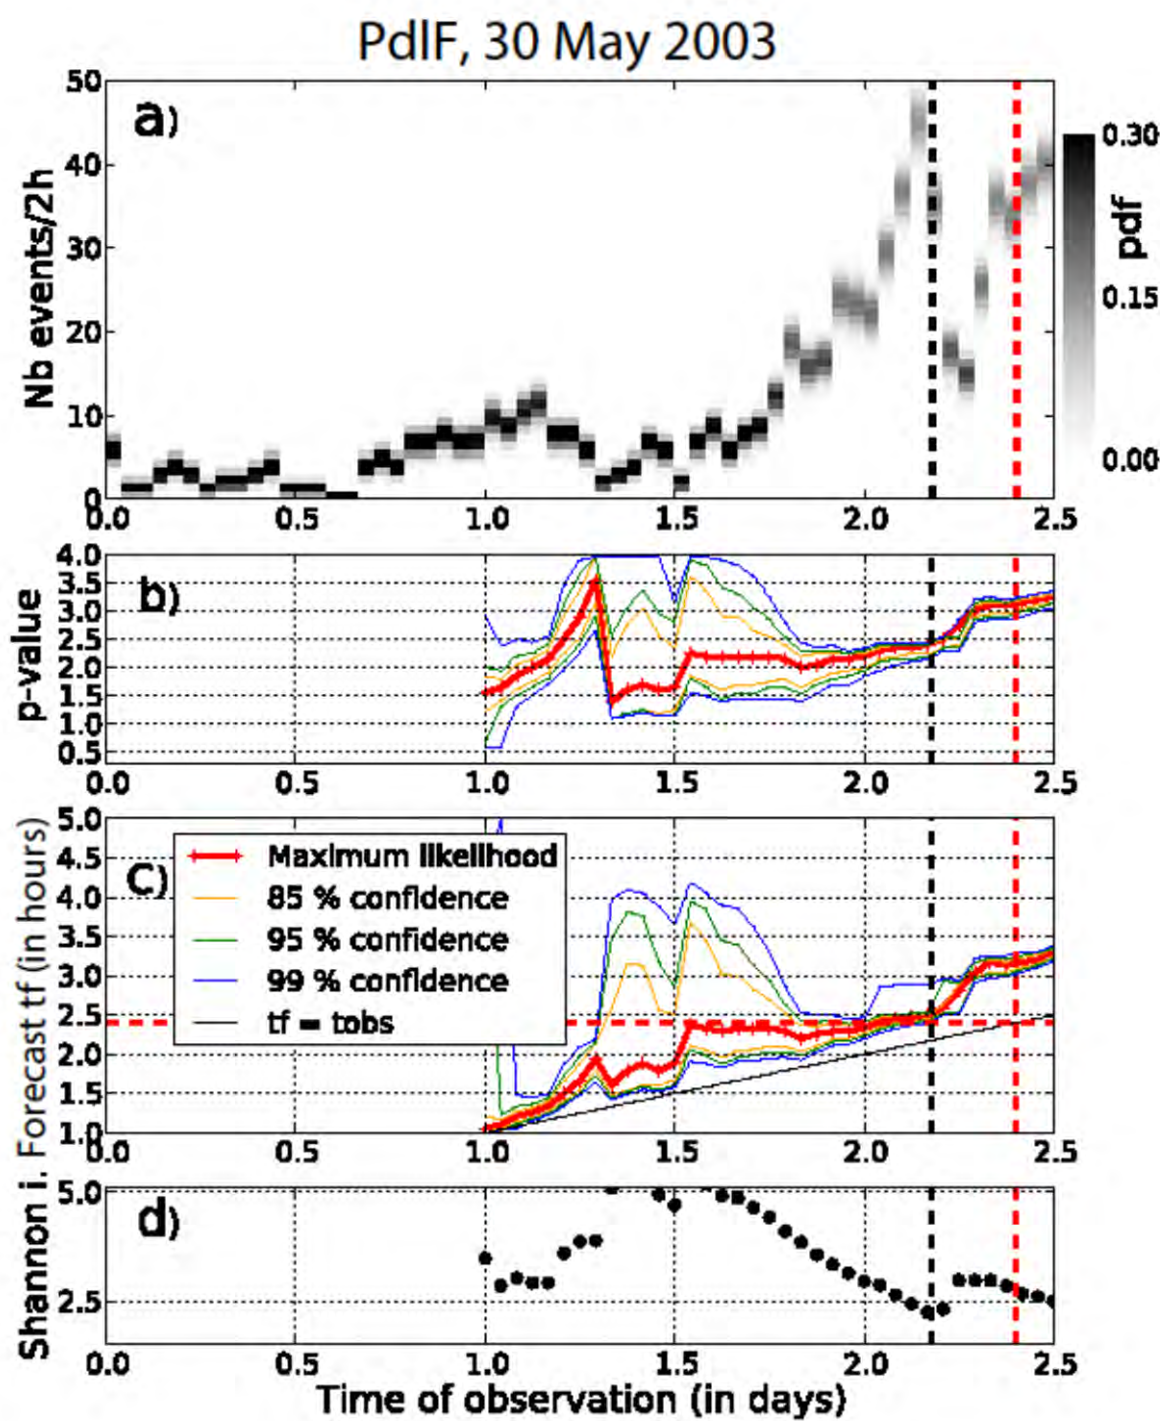 PdlF, 30 May 2003
a)
Nb events/2h
50
40
30
20
10
0
0.0 0.5 1.0 1.5 2.0 2.5
0.30
0.15
0.00
pdf
b)
p-value
4.0
3.5
3.0
2.5
2.0
1.5
1.0
0.5
0.0 0.5 1.0 1.5 2.0 2.5
c)
Forecast tf (in hours)
5.0
4.5
4.0
3.5
3.0
2.5
2.0
1.5
1.0
Maximum likelihood
85 % confidence
95 % confidence
99 % confidence
tf = tobs
0.0 0.5 1.0 1.5 2.0 2.5
d)
Shannon i.
5.0
2.5
0.0 0.5 1.0 1.5 2.0 2.5
Time of observation (in days)